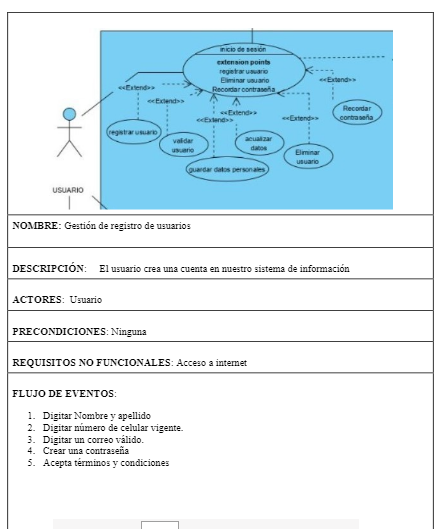 inicio de sesión
extension points
registrar usuario
Eliminar usuario
Recordar contraseña
<<Extend>>
<<Extend>>
<<Extend>>
<<Extend>>
<<Extend>>
<<Extend>>
Recordar
contraseña
registrar usuario
validar
usuario
acualizar
datos
Eliminar
usuario
guardar datos personales
USUARIO
NOMBRE: Gestión de registro de usuarios
DESCRIPCIÓN: El usuario crea una cuenta en nuestro sistema de información
ACTORES: Usuario
PRECONDICIONES: Ninguna
REQUISITOS NO FUNCIONALES: Acceso a internet
FLUJO DE EVENTOS:
1. Digitar Nombre y apellido
2. Digitar número de celular vigente.
3. Digitar un correo válido.
4. Crear una contraseña
5. Acepta términos y condiciones